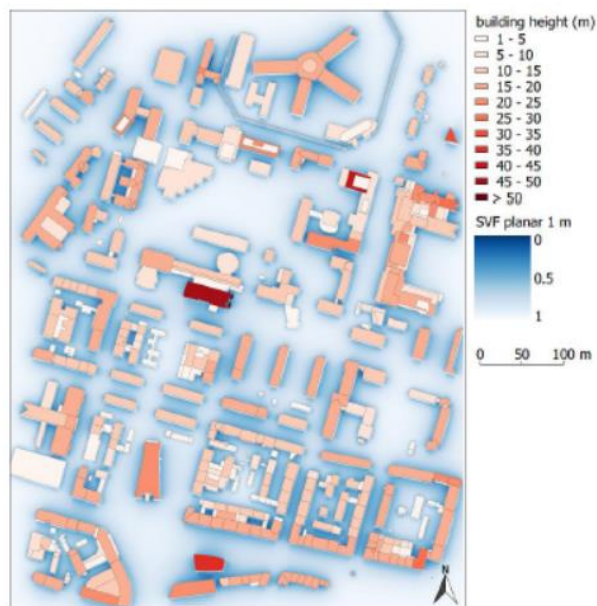 building height (m)
1 - 5
5 - 10
10 - 15
15 - 20
20 - 25
25 - 30
30 - 35
35 - 40
40 - 45
45 - 50
> 50
SVF planar 1 m
0
0.5
1
0 50 100 m
N